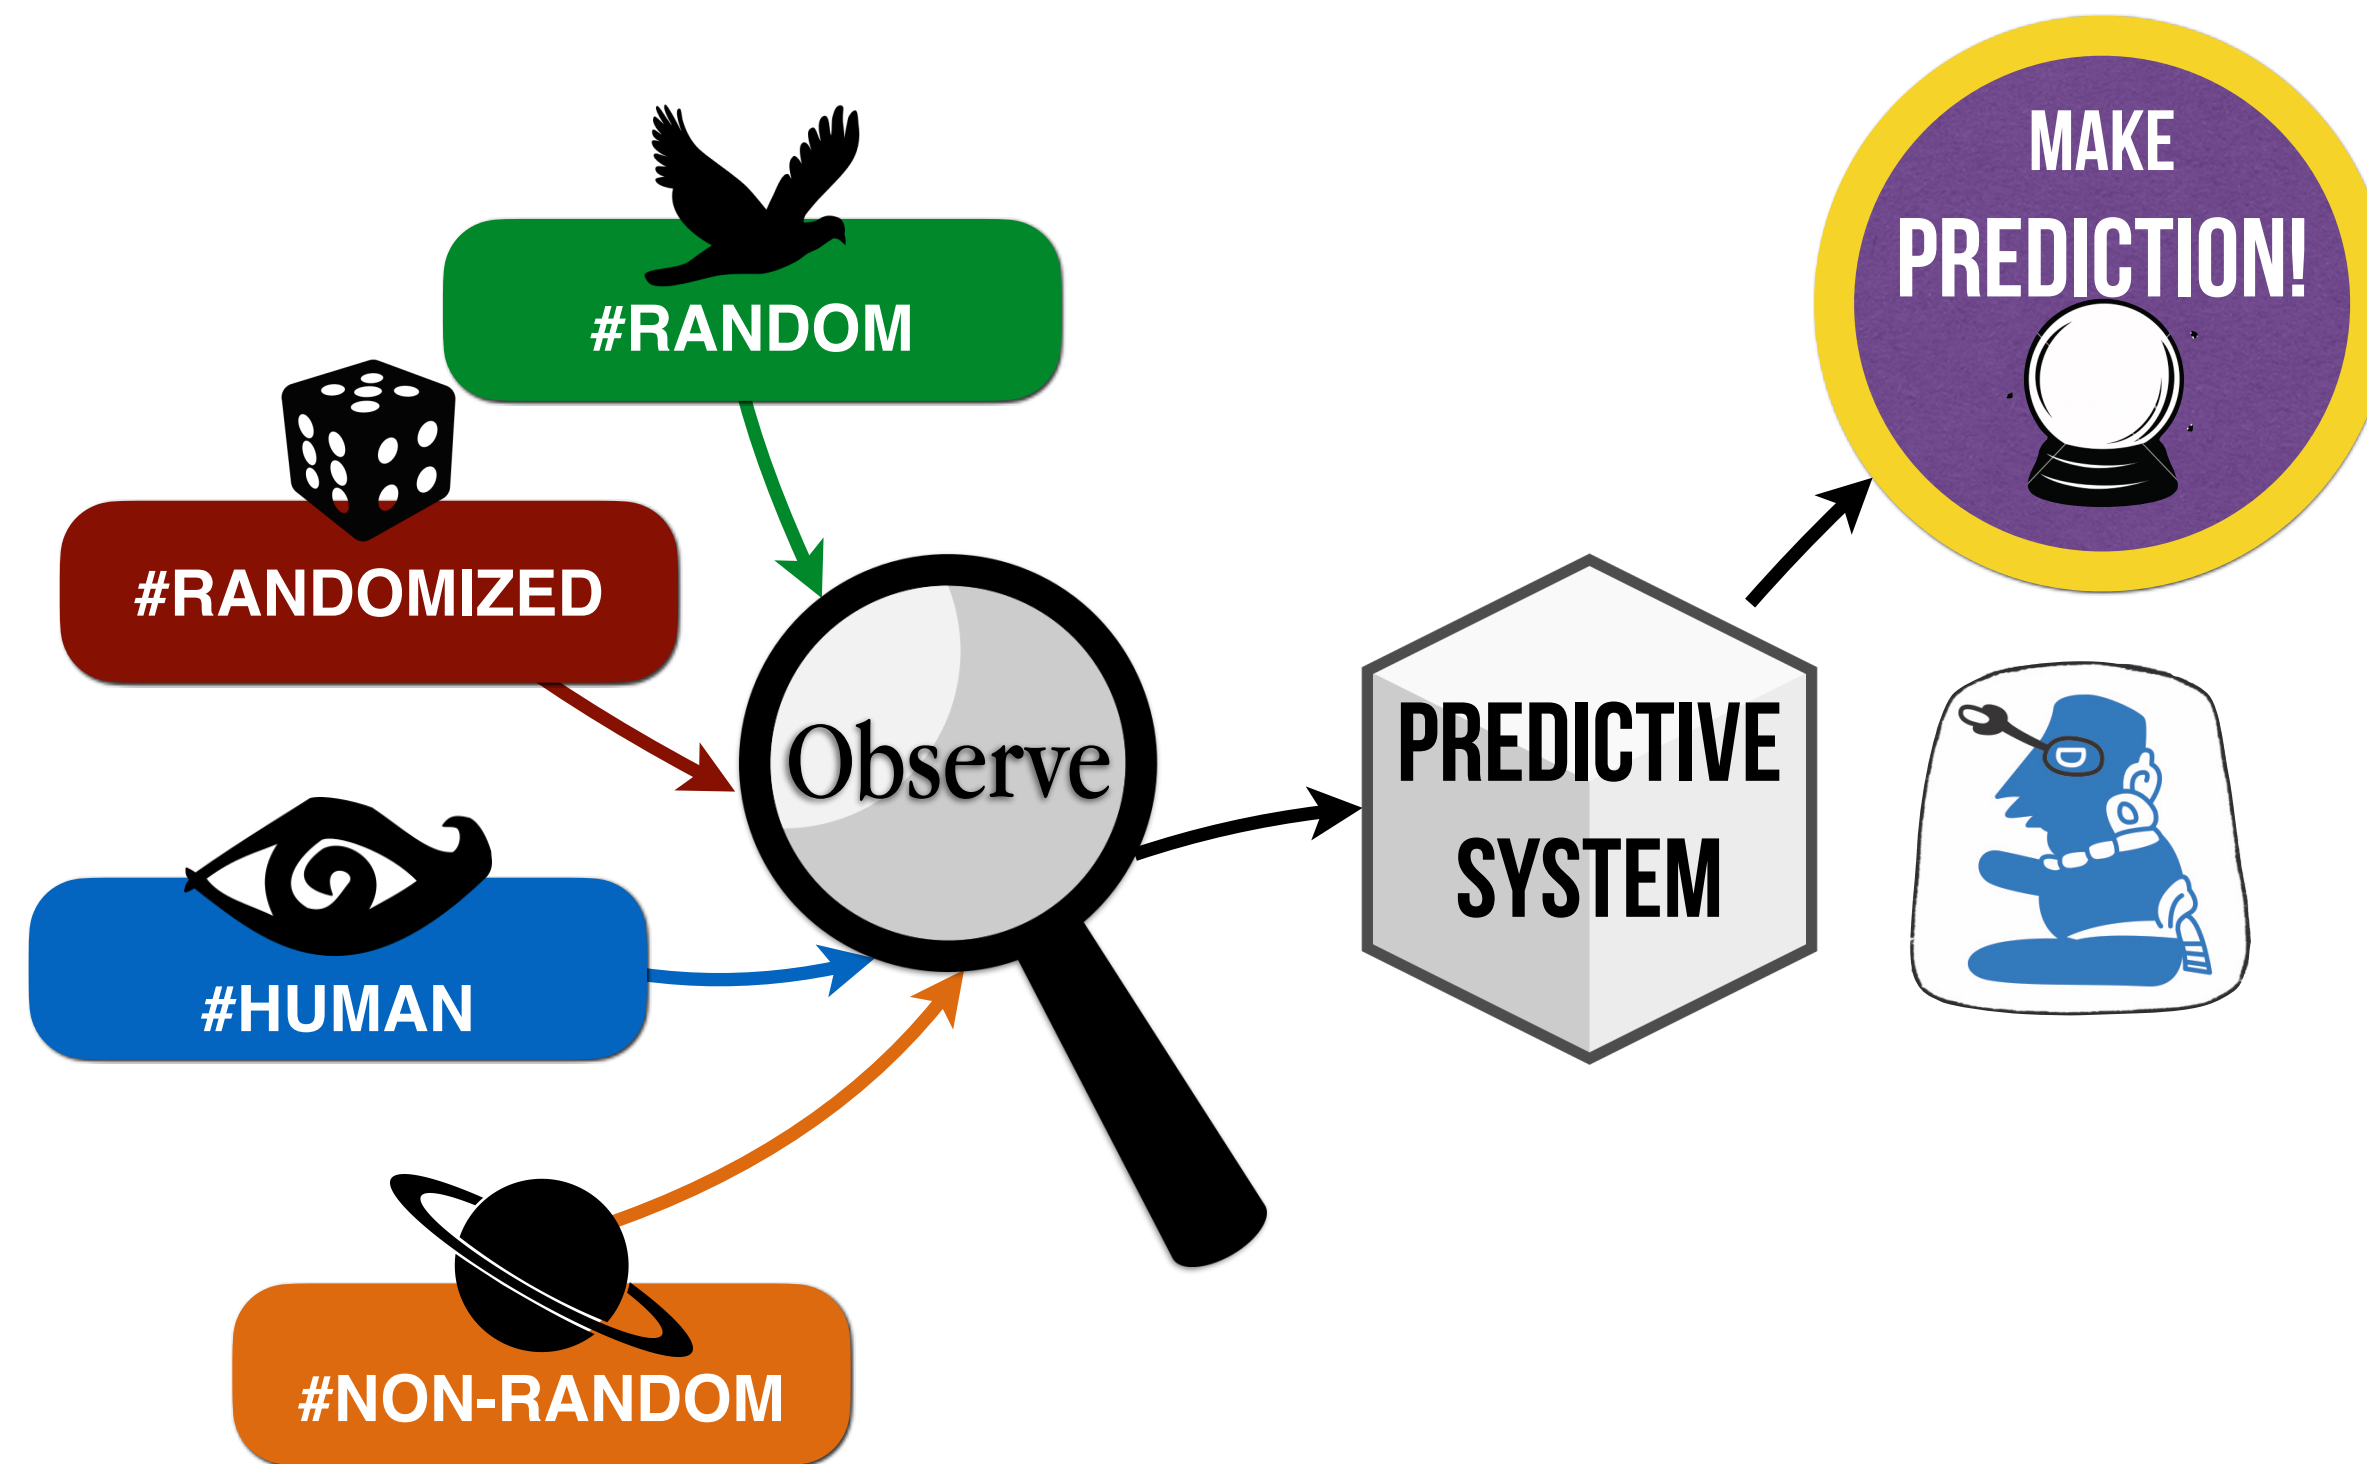 #RANDOM
#RANDOMIZED
#HUMAN
#NON-RANDOM
Observe
PREDICTIVE
SYSTEM
MAKE
PREDICTION!